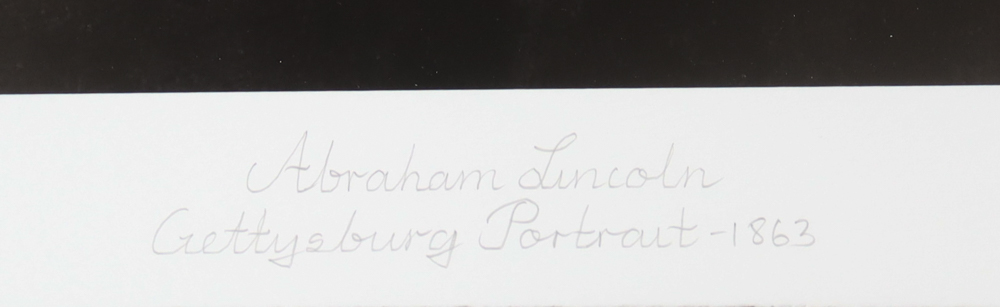 Abraham Lincoln
Gettysburg Portrait - 1863